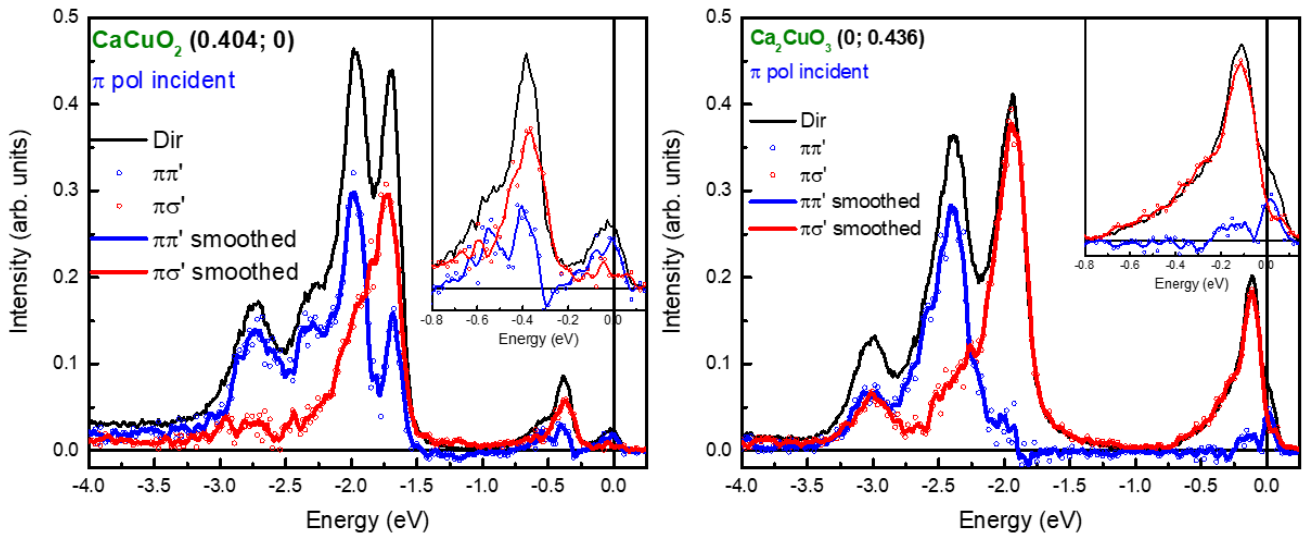 CaCuO₂ (0.404; 0)
π pol incident
Dir
ππ'
πσ'
ππ' smoothed
πσ' smoothed
Intensity (arb. units)
0.5
0.4
0.3
0.2
0.1
0.0
-4.0 -3.5 -3.0 -2.5 -2.0 -1.5 -1.0 -0.5 0.0
Energy (eV)
-0.8 -0.6 -0.4 -0.2 0.0
Energy (eV)
Ca₂CuO₃ (0; 0.436)
π pol incident
Dir
ππ'
πσ'
ππ' smoothed
πσ' smoothed
Intensity (arb. units)
0.5
0.4
0.3
0.2
0.1
0.0
-4.0 -3.5 -3.0 -2.5 -2.0 -1.5 -1.0 -0.5 0.0
Energy (eV)
-0.8 -0.6 -0.4 -0.2 0.0
Energy (eV)